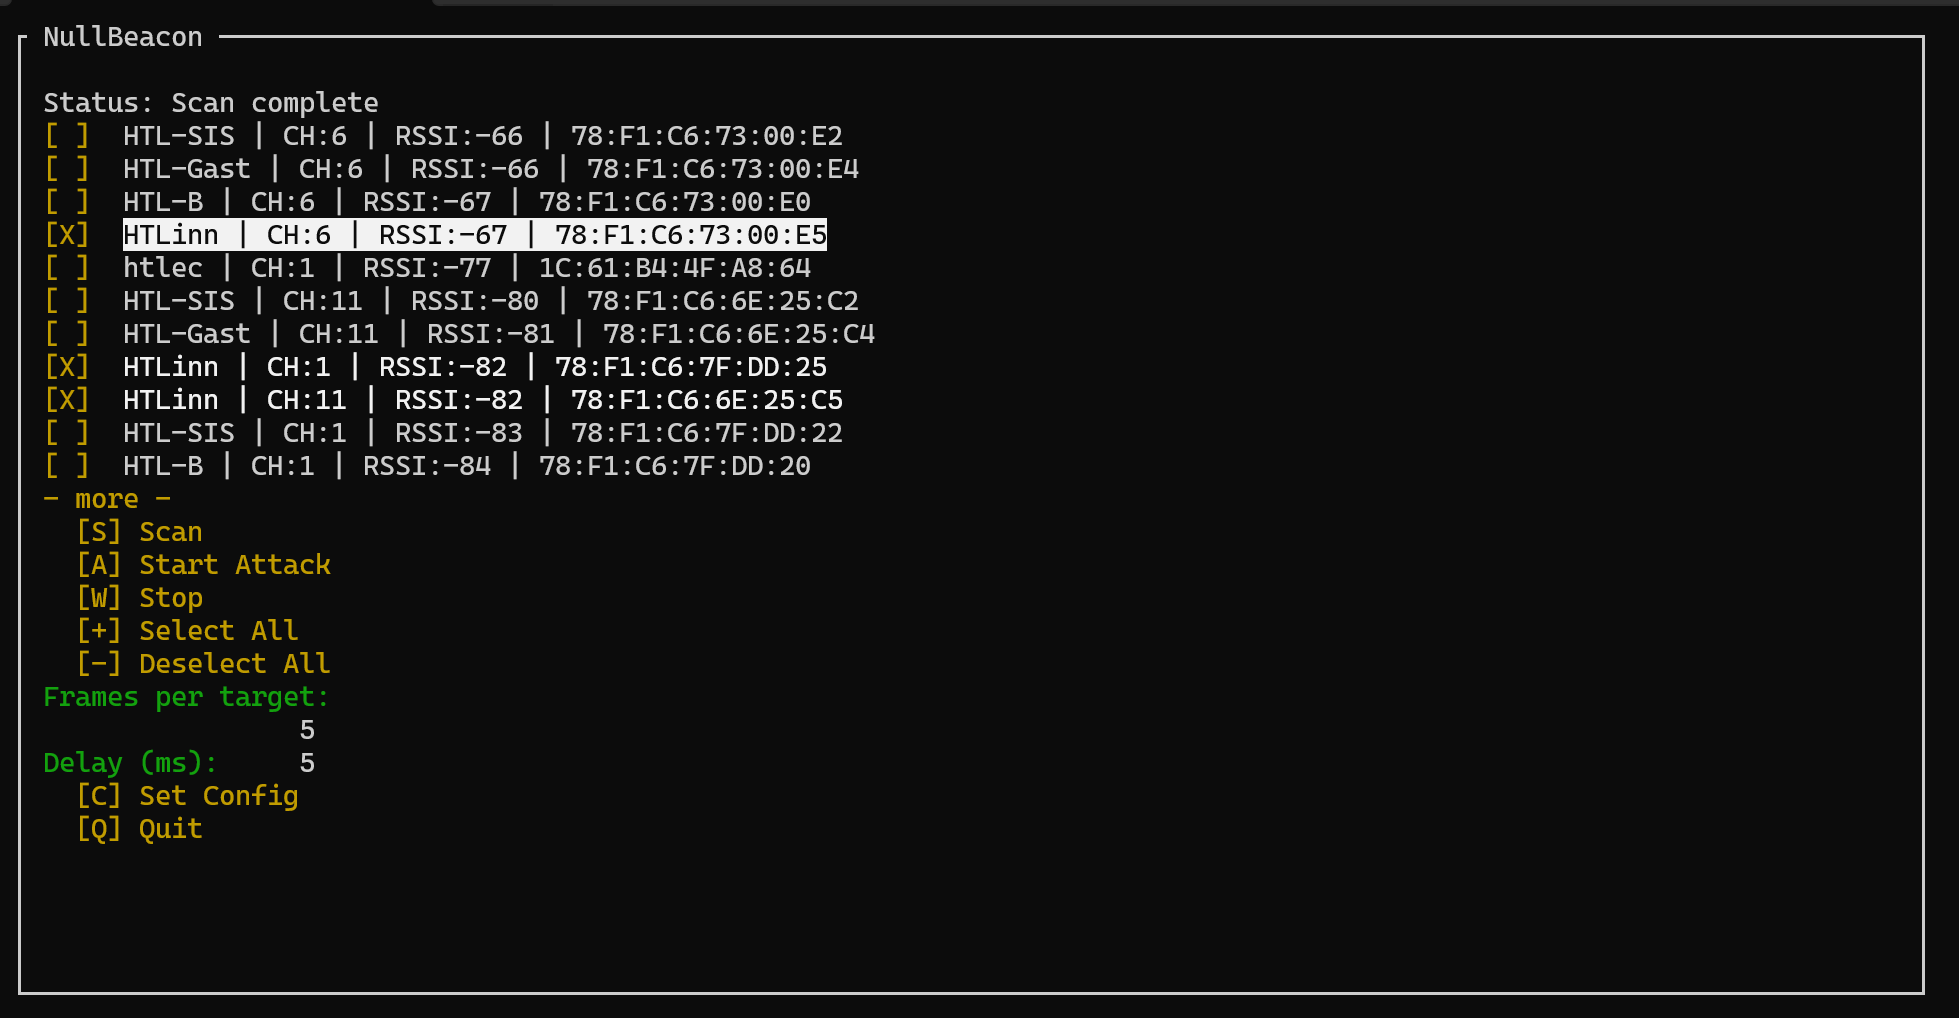 NullBeacon
Status: Scan complete
[ ] HTL-SIS | CH:6 | RSSI:-66 | 78:F1:C6:73:00:E2
[ ] HTL-Gast | CH:6 | RSSI:-66 | 78:F1:C6:73:00:E4
[ ] HTL-B | CH:6 | RSSI:-67 | 78:F1:C6:73:00:E0
[X] HTLinn | CH:6 | RSSI:-67 | 78:F1:C6:73:00:E5
[ ] htlec | CH:1 | RSSI:-77 | 1C:61:B4:4F:A8:64
[ ] HTL-SIS | CH:11 | RSSI:-80 | 78:F1:C6:6E:25:C2
[ ] HTL-Gast | CH:11 | RSSI:-81 | 78:F1:C6:6E:25:C4
[X] HTLinn | CH:1 | RSSI:-82 | 78:F1:C6:7F:DD:25
[X] HTLinn | CH:11 | RSSI:-82 | 78:F1:C6:6E:25:C5
[ ] HTL-SIS | CH:1 | RSSI:-83 | 78:F1:C6:7F:DD:22
[ ] HTL-B | CH:1 | RSSI:-84 | 78:F1:C6:7F:DD:20
- more -
[S] Scan
[A] Start Attack
[W] Stop
[+] Select All
[-] Deselect All
Frames per target:
5
Delay (ms): 5
[C] Set Config
[Q] Quit